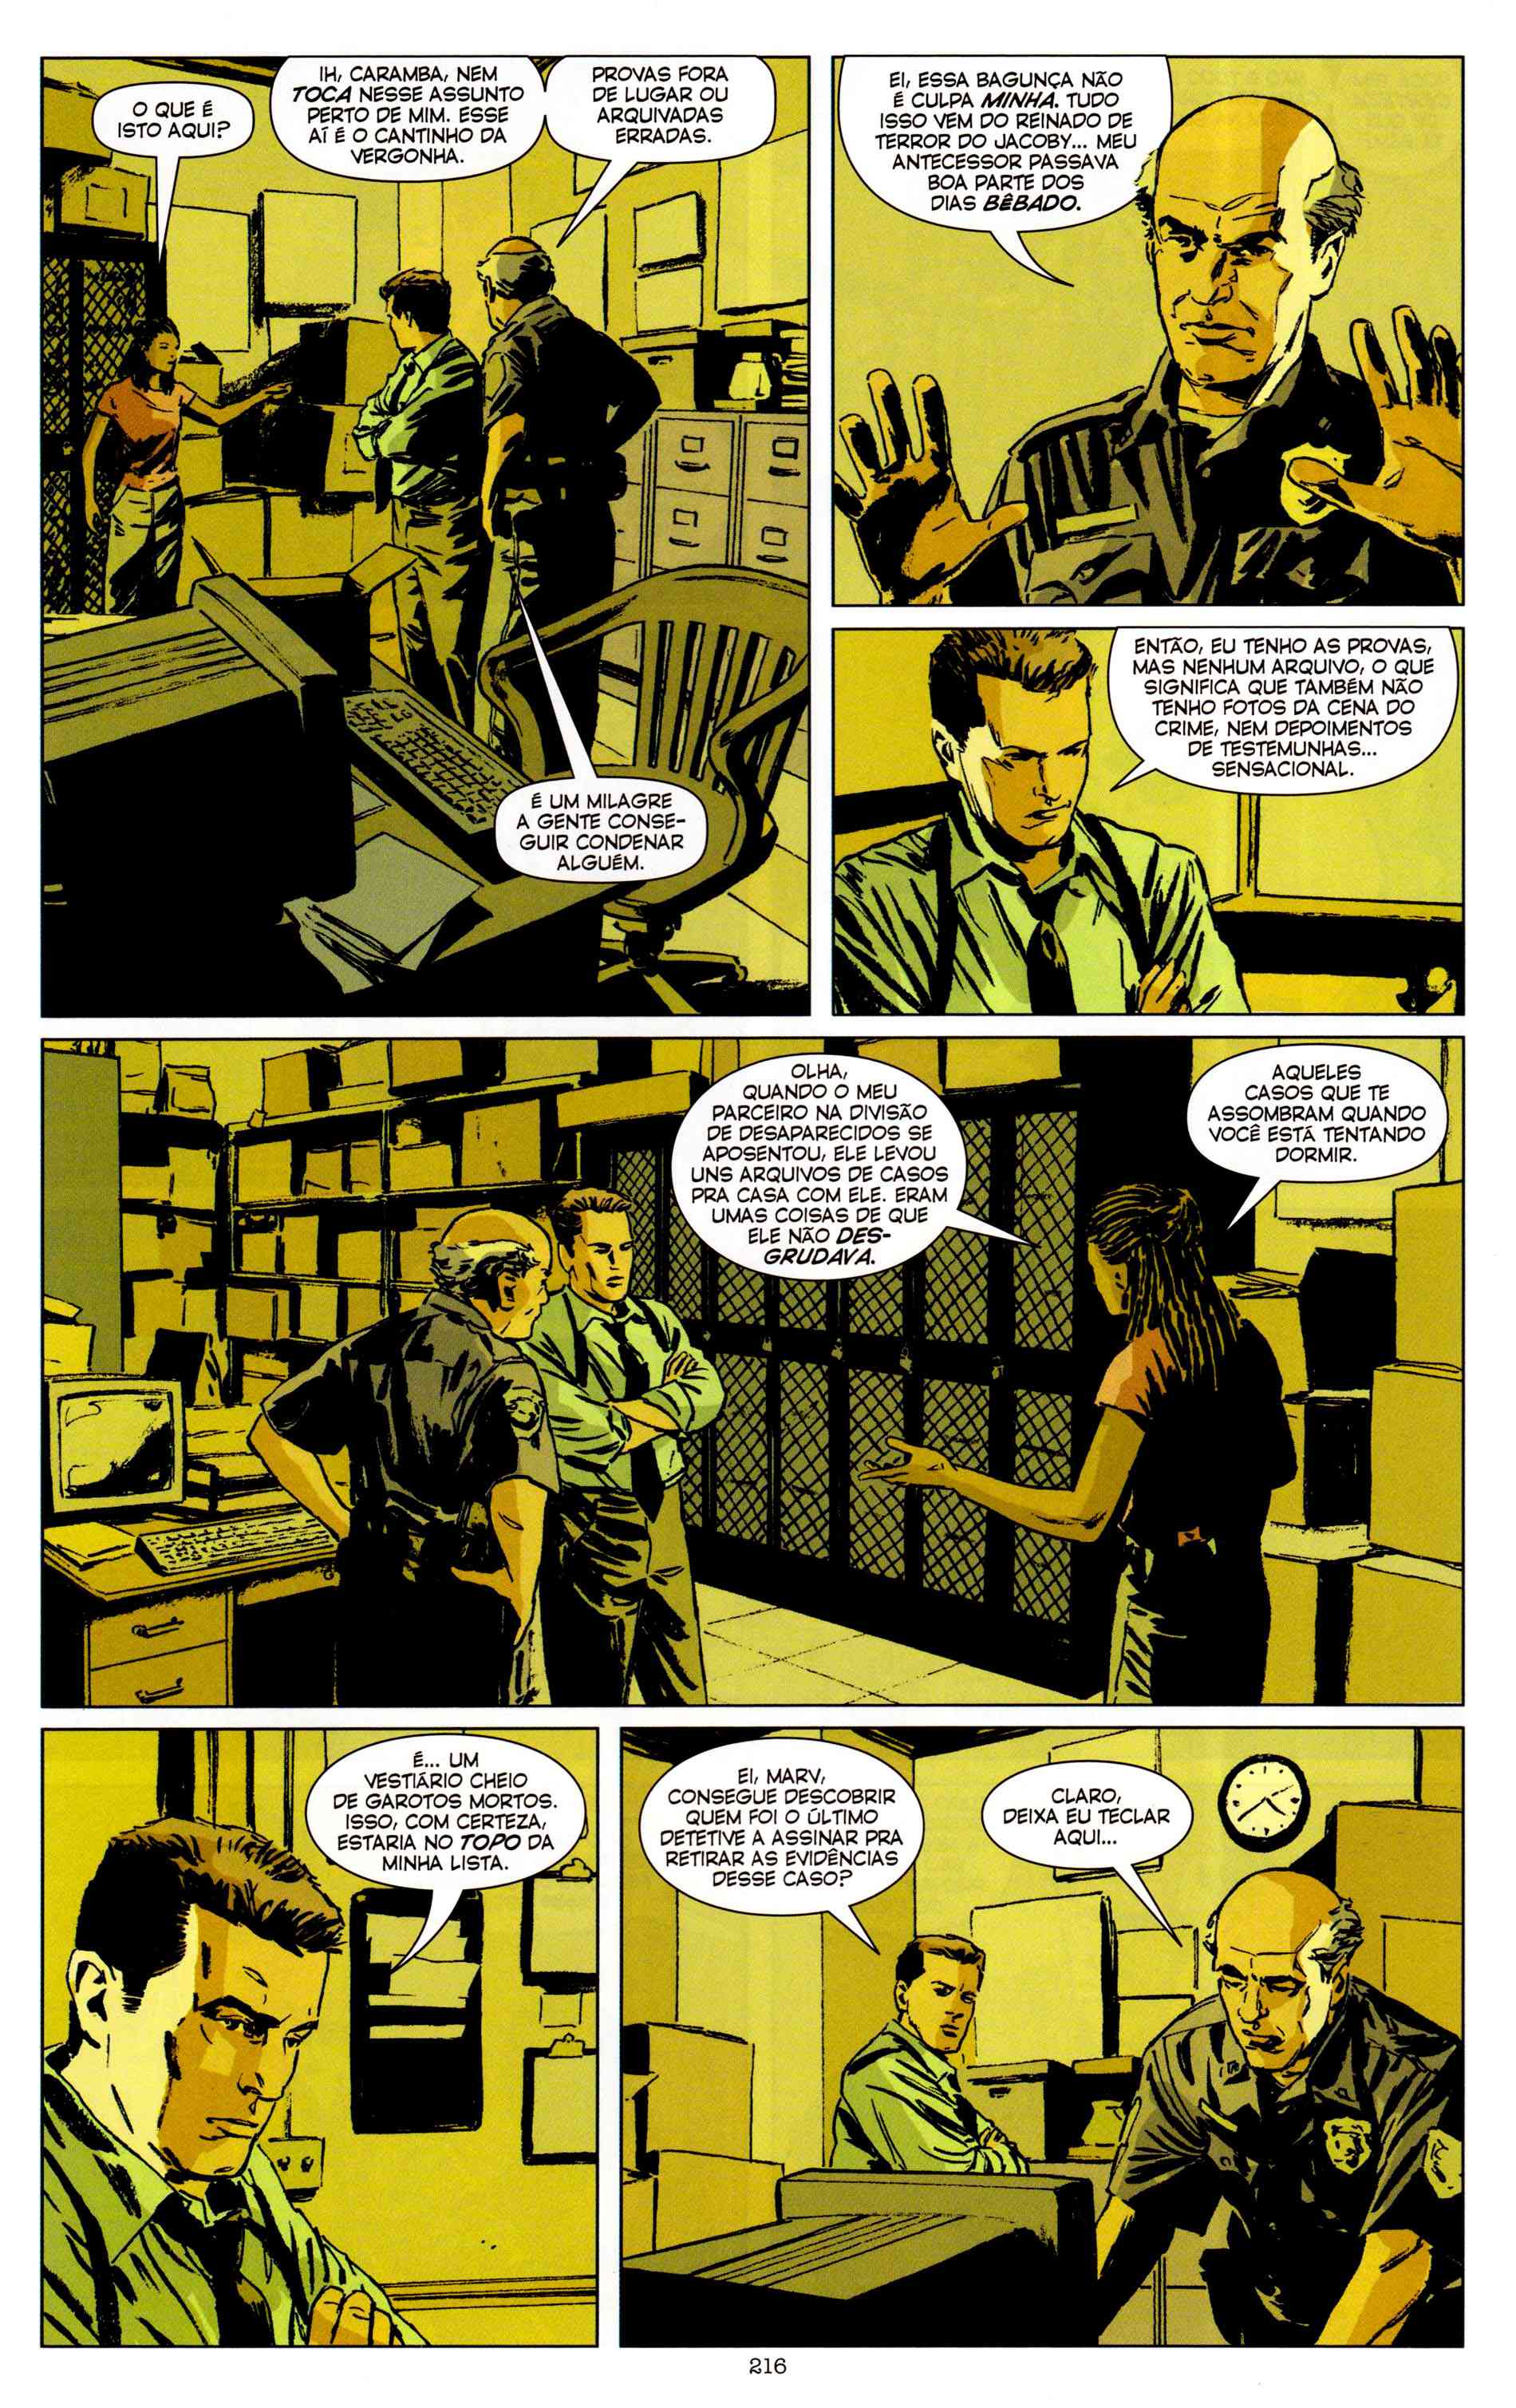 O QUE É
ISTO AQUI?
IH, CARAMBA, NEM
TOCA NESSE ASSUNTO
PERTO DE MIM. ESSE
AÍ É O CANTINHO DA
VERGONHA.
PROVAS FORA
DE LUGAR OU
ARQUIVADAS
ERRADAS.
É UM MILAGRE
A GENTE CONSE-
GUIR CONDENAR
ALGUÉM.
EI, ESSA BAGUNÇA NÃO
É CULPA MINHA. TUDO
ISSO VEM DO REINADO DE
TERROR DO JACOBY... MEU
ANTECESSOR PASSAVA
BOA PARTE DOS
DIAS BÊBADO.
ENTÃO, EU TENHO AS PROVAS,
MAS NENHUM ARQUIVO, O QUE
SIGNIFICA QUE TAMBÉM NÃO
TENHO FOTOS DA CENA DO
CRIME, NEM DEPOIMENTOS
DE TESTEMUNHAS...
SENSACIONAL.
OLHA,
QUANDO O MEU
PARCEIRO NA DIVISÃO
DE DESAPARECIDOS SE
APOSENTOU, ELE LEVOU
UNS ARQUIVOS DE CASOS
PRA CASA COM ELE. ERAM
UMAS COISAS DE QUE
ELE NÃO DES-
GRUDAVA.
AQUELES
CASOS QUE TE
ASSOMBRAM QUANDO
VOCÊ ESTÁ TENTANDO
DORMIR.
É... UM
VESTIÁRIO CHEIO
DE GAROTOS MORTOS.
ISSO, COM CERTEZA,
ESTARIA NO TOPO DA
MINHA LISTA.
EI, MARV,
CONSEGUE DESCOBRIR
QUEM FOI O ÚLTIMO
DETETIVE A ASSINAR PRA
RETIRAR AS EVIDÊNCIAS
DESSE CASO?
CLARO,
DEIXA EU TECLAR
AQUI...
216